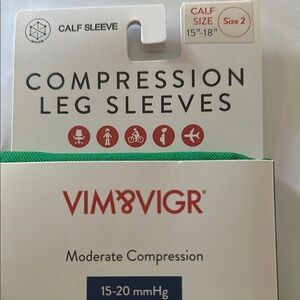 CALF SLEEVE
CALF
SIZE
15"-18"
Size 2
COMPRESSION
LEG SLEEVES
VIM&VIGR®
Moderate Compression
15-20 mmHg